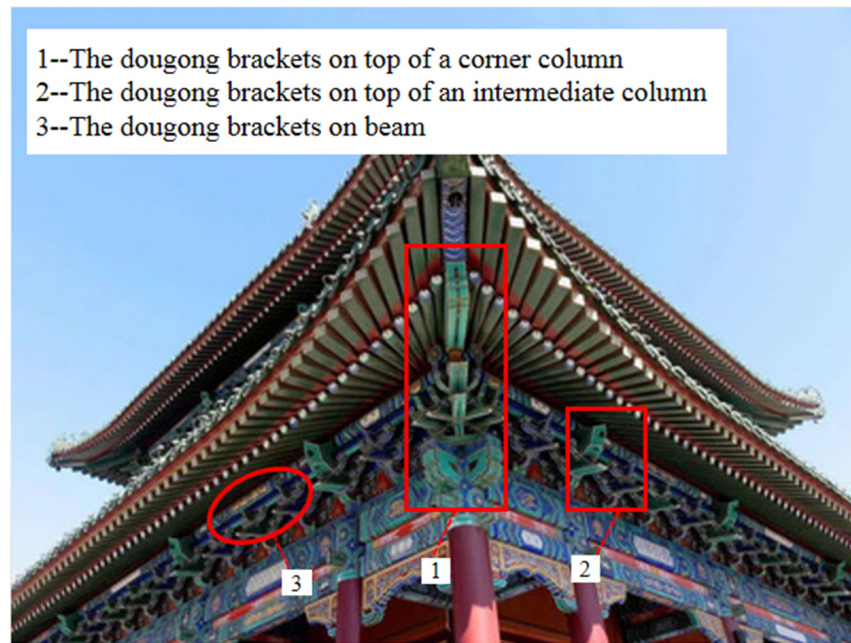 1--The dougong brackets on top of a corner column
2--The dougong brackets on top of an intermediate column
3--The dougong brackets on beam
3
1
2